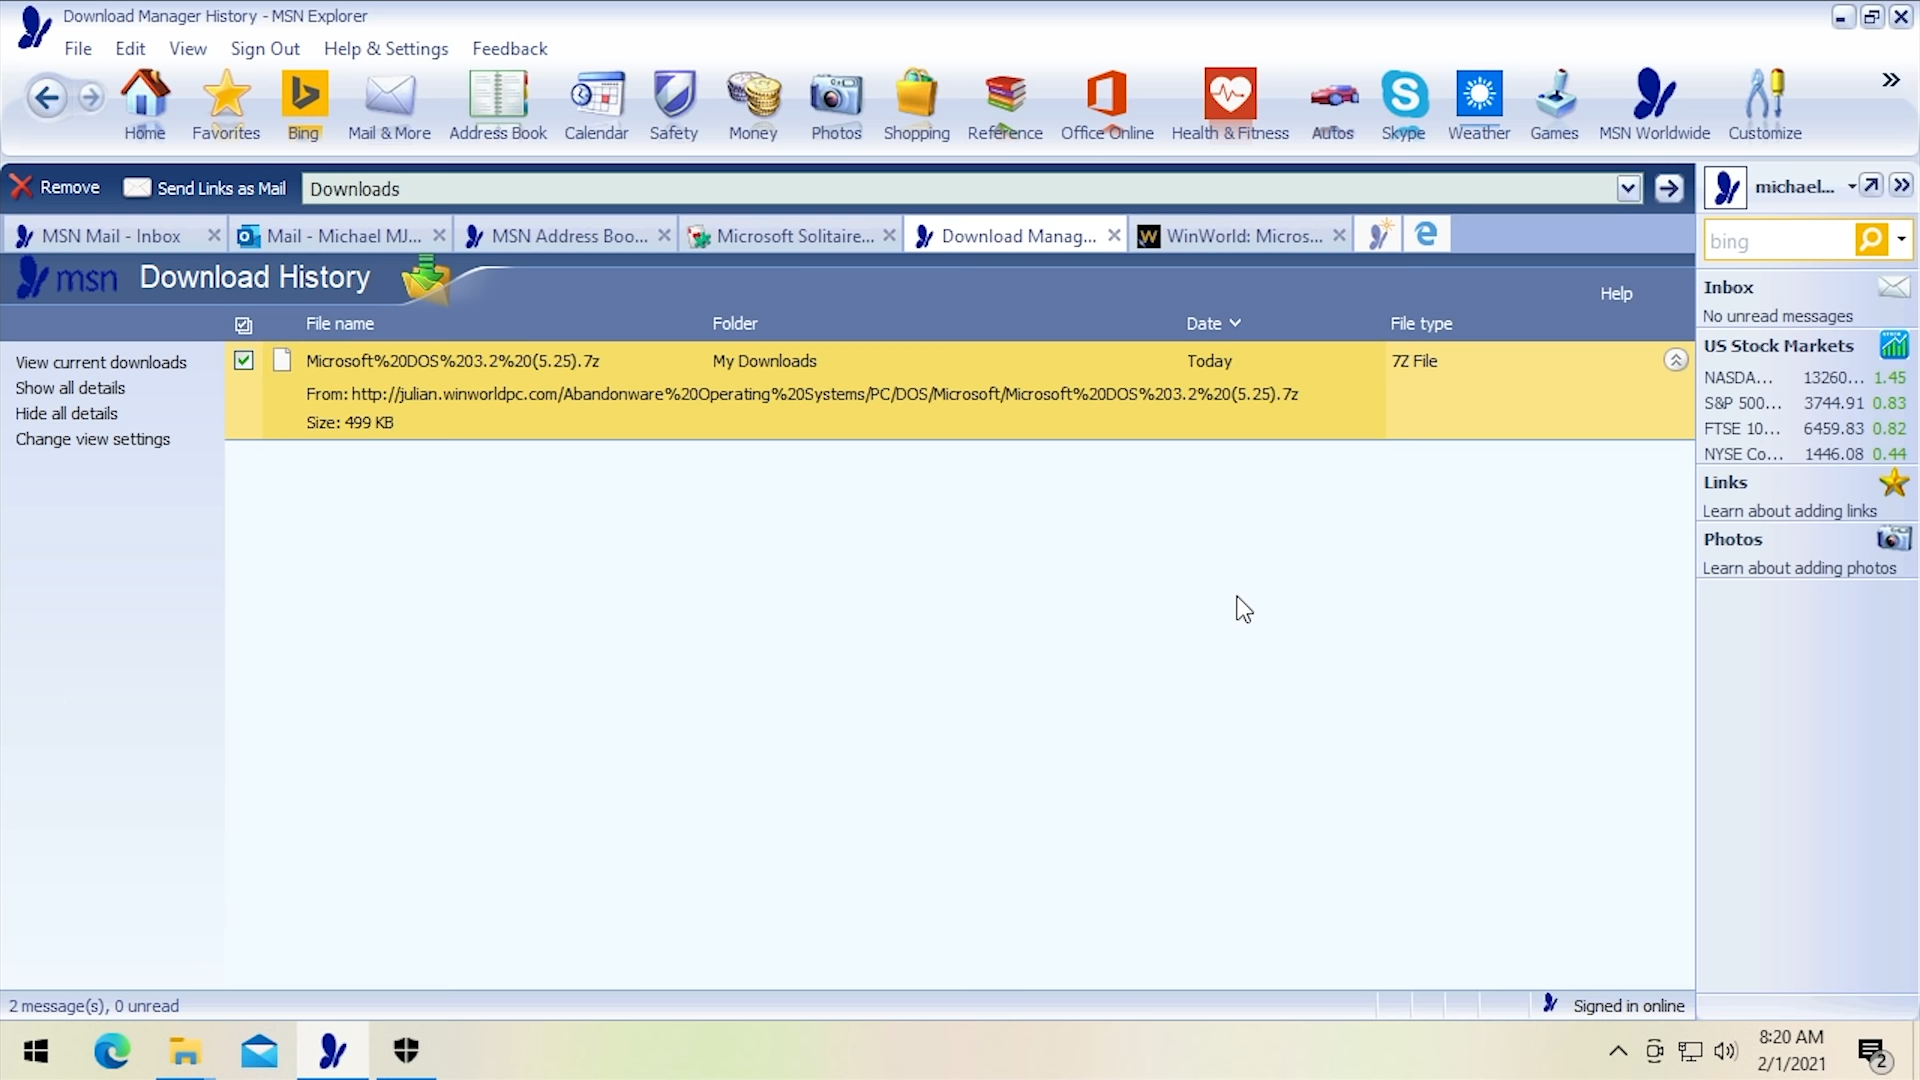 Download Manager History - MSN Explorer
File Edit View Sign Out Help & Settings Feedback
Home Favorites Bing Mail & More Address Book Calendar Safety Money Photos Shopping Reference Office Online Health & Fitness Autos Skype Weather Games MSN Worldwide Customize
Remove Send Links as Mail Downloads
michael...
MSN Mail - Inbox Mail - Michael MJ... MSN Address Boo... Microsoft Solitaire... Download Manag... WinWorld: Micros...
bing
msn Download History
Help
File name Folder Date File type
View current downloads
Show all details
Hide all details
Change view settings
Microsoft%20DOS%203.2%20(5.25).7z My Downloads Today 7Z File
From: http://julian.winworldpc.com/Abandonware%20Operating%20Systems/PC/DOS/Microsoft/Microsoft%20DOS%203.2%20(5.25).7z
Size: 499 KB
Inbox
No unread messages
US Stock Markets
NASDA... 13260... 1.45
S&P 500... 3744.91 0.83
FTSE 10... 6459.83 0.82
NYSE Co... 1446.08 0.44
Links
Learn about adding links
Photos
Learn about adding photos
2 message(s), 0 unread
Signed in online
8:20 AM
2/1/2021
2